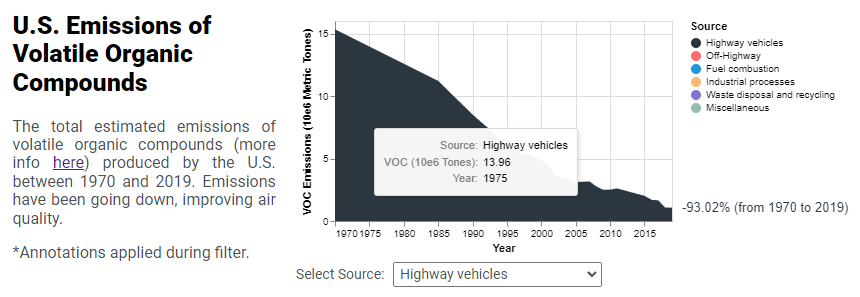 U.S. Emissions of
Volatile Organic
Compounds
The total estimated emissions of
volatile organic compounds (more
info here) produced by the U.S.
between 1970 and 2019. Emissions
have been going down, improving air
quality.
*Annotations applied during filter.
VOC Emissions (10e6 Metric Tones)
15
10
5
0
1970 1975 1980 1985 1990 1995 2000 2005 2010 2015
Year
Source: Highway vehicles
VOC (10e6 Tones): 13.96
Year: 1975
Source
Highway vehicles
Off-Highway
Fuel combustion
Industrial processes
Waste disposal and recycling
Miscellaneous
-93.02% (from 1970 to 2019)
Select Source: Highway vehicles